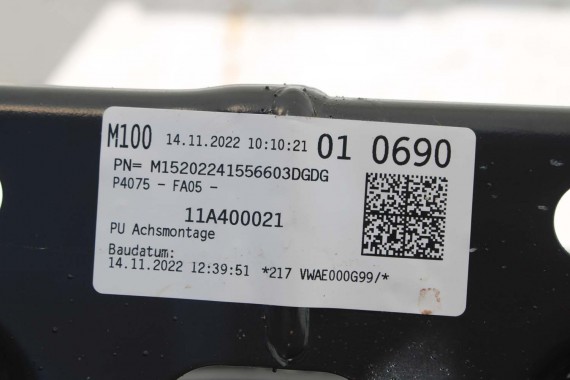 M100 14.11.2022 10:10:21 01 0690
PN= M15202241556603DGDG
P4075 - FA05 -
11A400021
PU Achsmontage
Baudatum:
14.11.2022 12:39:51 *217 VWAE000G99/*